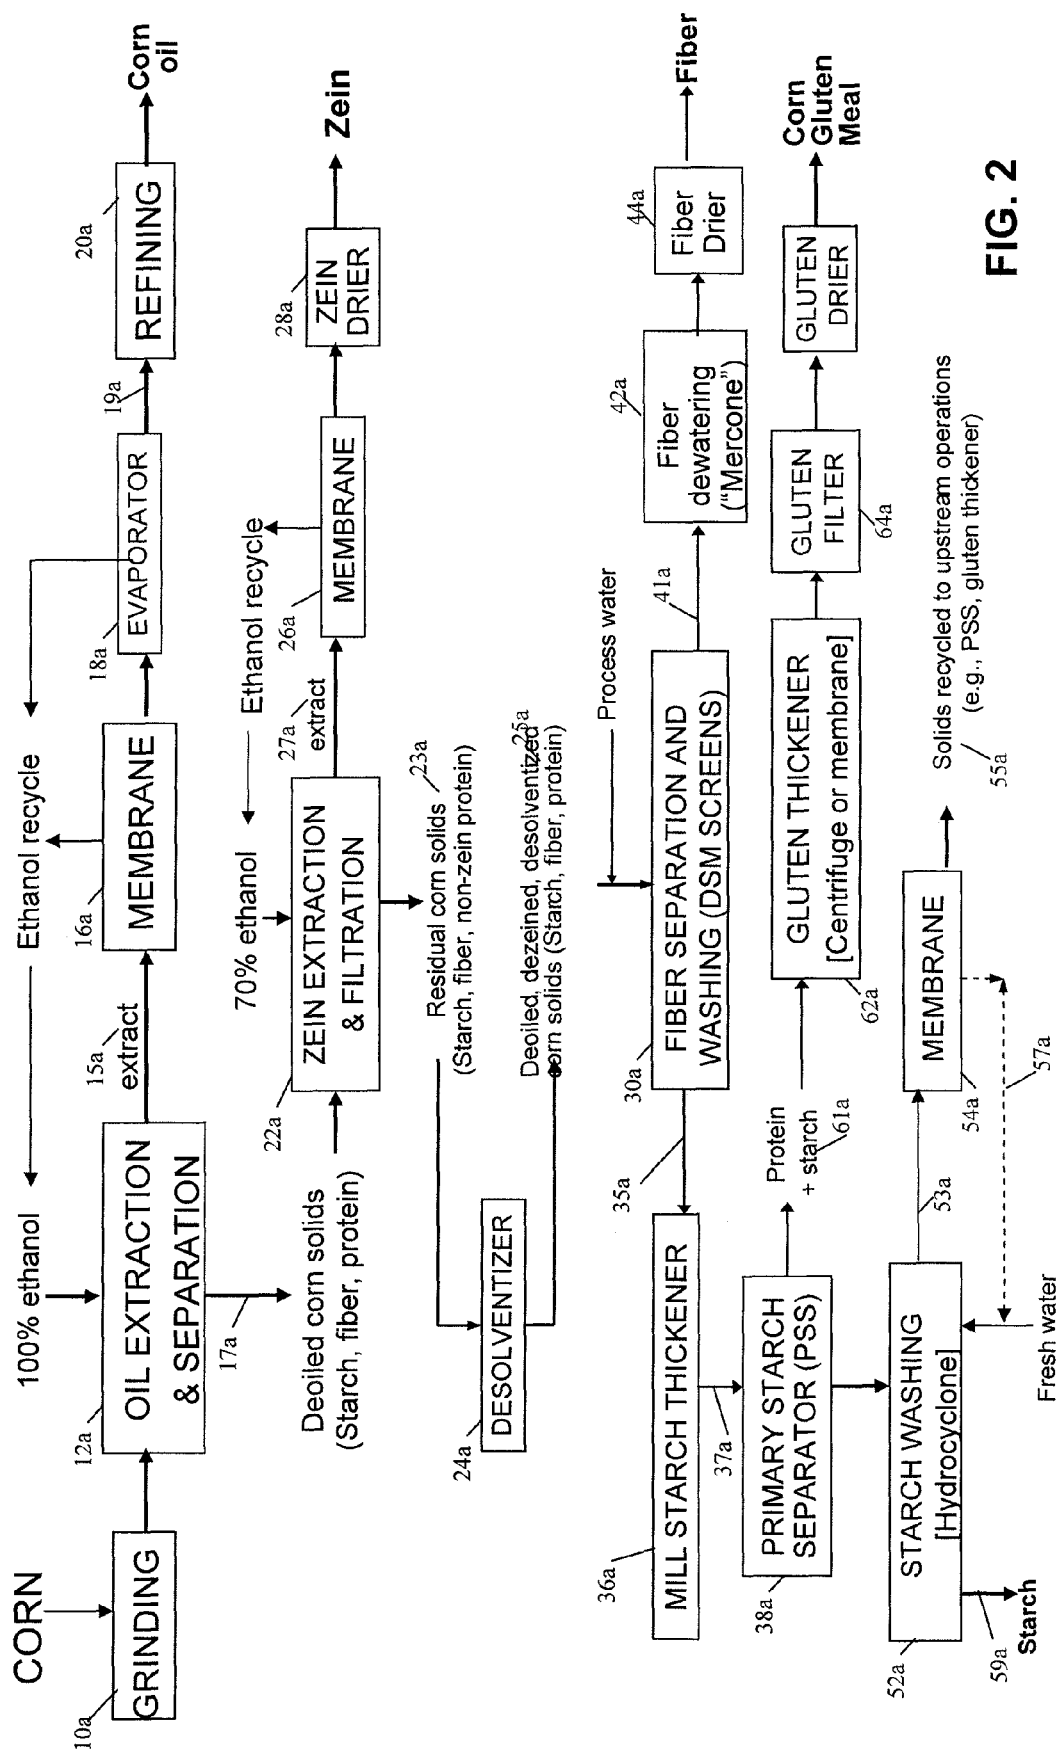 CORN
10a
GRINDING
100% ethanol
Ethanol recycle
12a
OIL EXTRACTION
& SEPARATION
15a
extract
16a
MEMBRANE
18a
EVAPORATOR
19a
20a
REFINING
Corn
oil
17a
Deoiled corn solids
(Starch, fiber, protein)
70% ethanol
Ethanol recycle
22a
ZEIN EXTRACTION
& FILTRATION
27a
extract
26a
MEMBRANE
28a
ZEIN
DRIER
Zein
Residual corn solids
23a
(Starch, fiber, non-zein protein)
24a
DESOLVENTIZER
25a
Deoiled, dezeined, desolventized
corn solids (Starch, fiber, protein)
Process water
30a
FIBER SEPARATION AND
WASHING (DSM SCREENS)
41a
42a
Fiber
dewatering
("Mercone")
44a
Fiber
Drier
Fiber
35a
36a
MILL STARCH THICKENER
37a
38a
PRIMARY STARCH
SEPARATOR (PSS)
Protein
+ starch
61a
62a
GLUTEN THICKENER
[Centrifuge or membrane]
GLUTEN
FILTER
64a
GLUTEN
DRIER
Corn
Gluten
Meal
52a
STARCH WASHING
[Hydrocyclone]
53a
54a
MEMBRANE
55a
Solids recycled to upstream operations
(e.g., PSS, gluten thickener)
57a
Fresh water
59a
Starch
FIG. 2